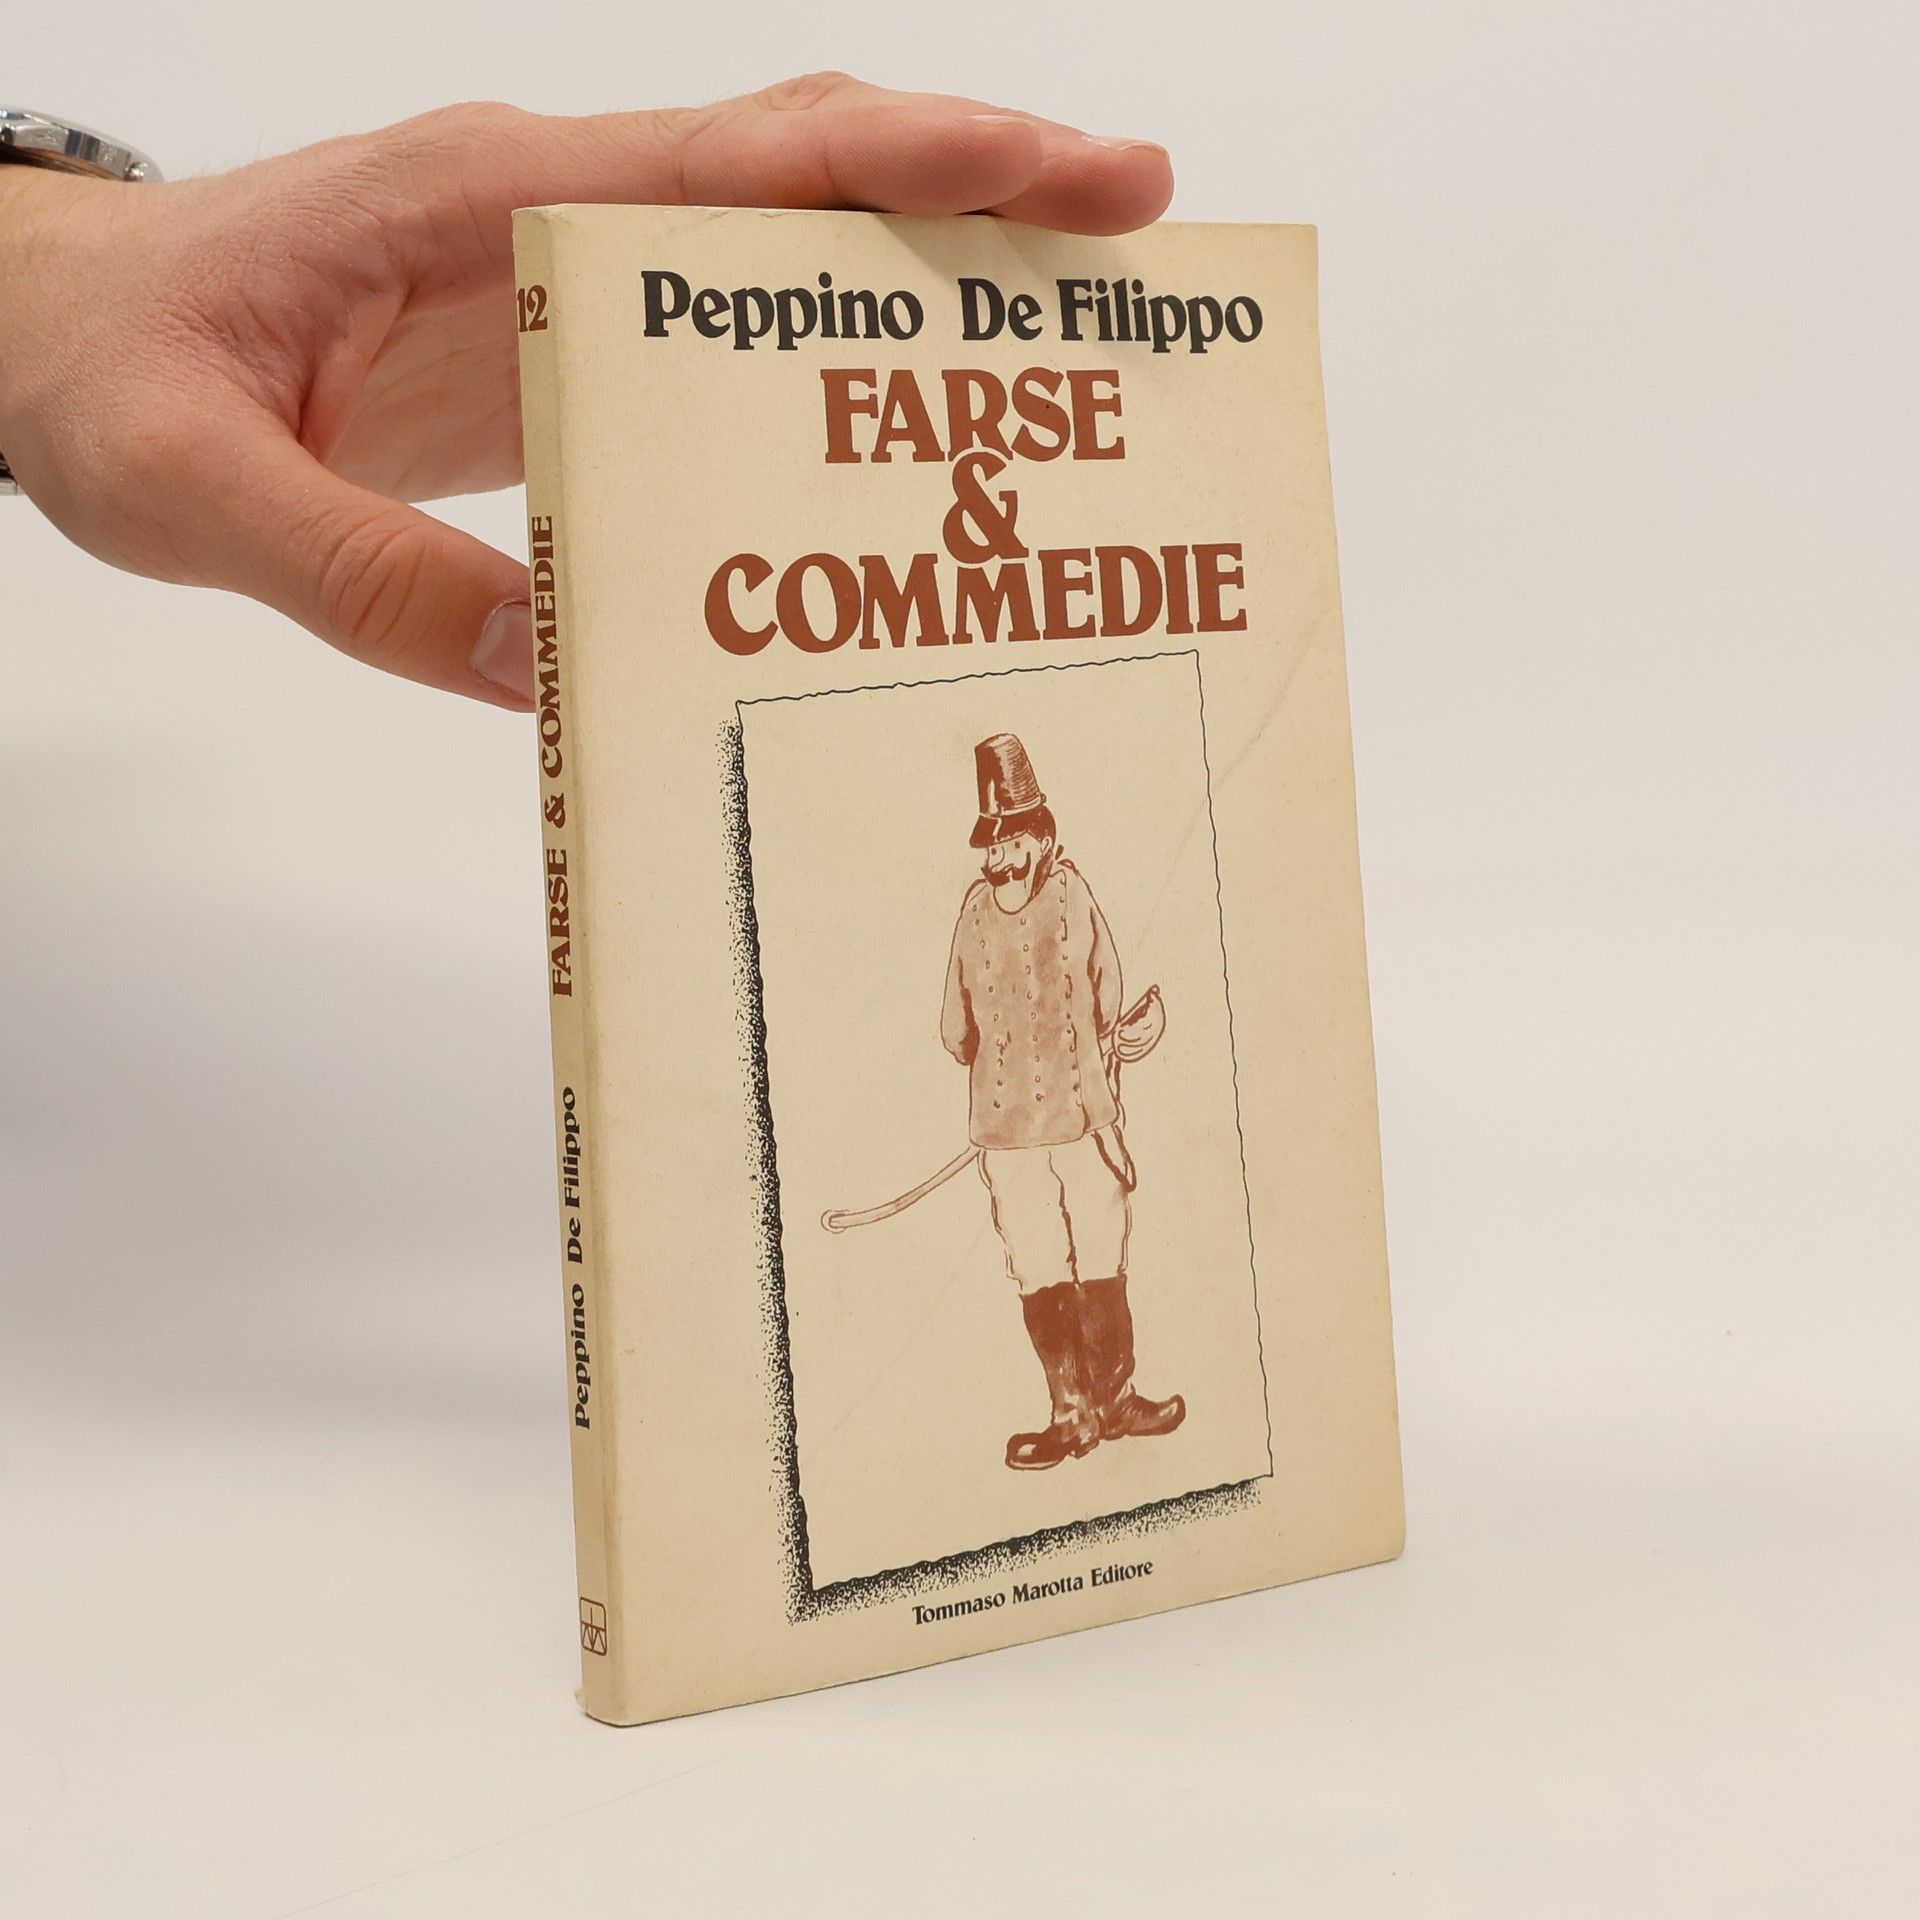 Peppino De Filippo
FARSE
&
COMMEDIE
Tommaso Marotta Editore
12
Peppino De Filippo FARSE & COMMEDIE